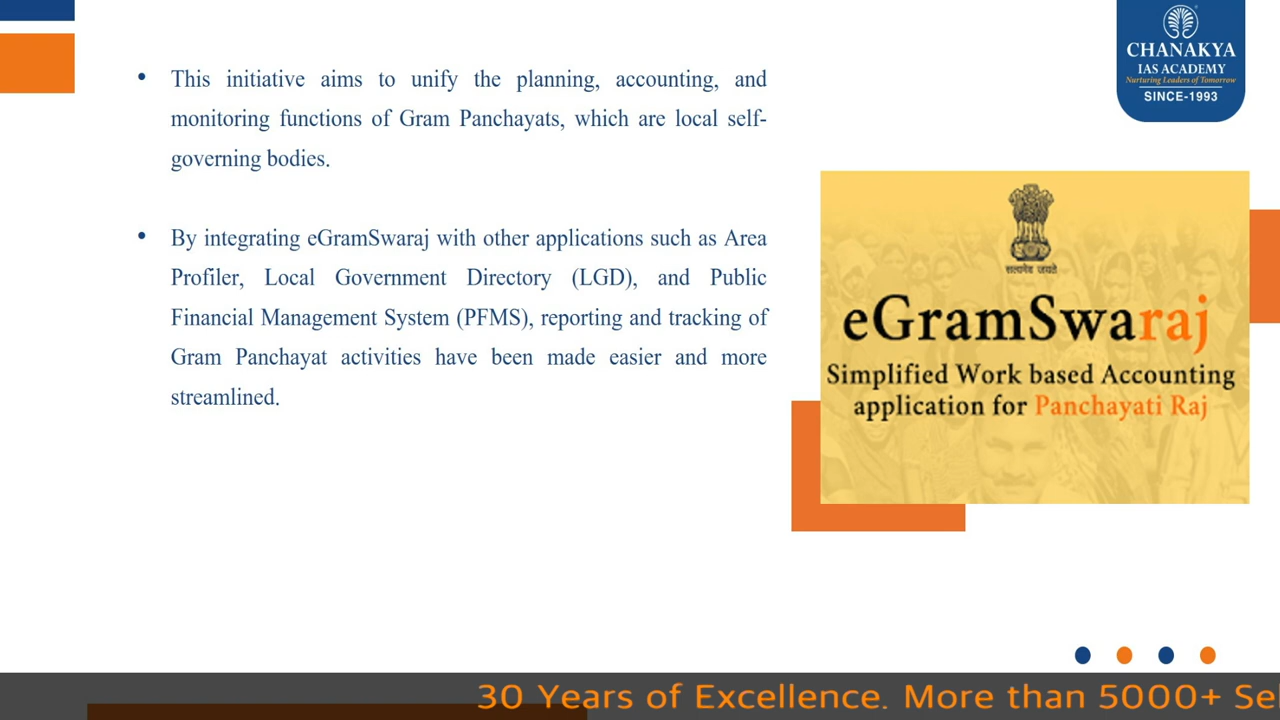 This initiative aims to unify the planning, accounting, and
monitoring functions of Gram Panchayats, which are local self-
governing bodies.
By integrating eGramSwaraj with other applications such as Area
Profiler, Local Government Directory (LGD), and Public
Financial Management System (PFMS), reporting and tracking of
Gram Panchayat activities have been made easier and more
streamlined.
CHANAKYA
IAS ACADEMY
Nurturing Leaders of Tomorrow
SINCE-1993
सत्यमेव जयते
eGramSwaraj
Simplified Work based Accounting
application for Panchayati Raj
30 Years of Excellence. More than 5000+ Se